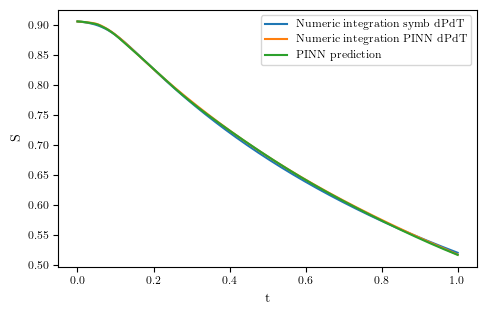 Numeric integration symb dPdT
Numeric integration PINN dPdT
PINN prediction
S
0.90
0.85
0.80
0.75
0.70
0.65
0.60
0.55
0.50
0.0 0.2 0.4 0.6 0.8 1.0
t